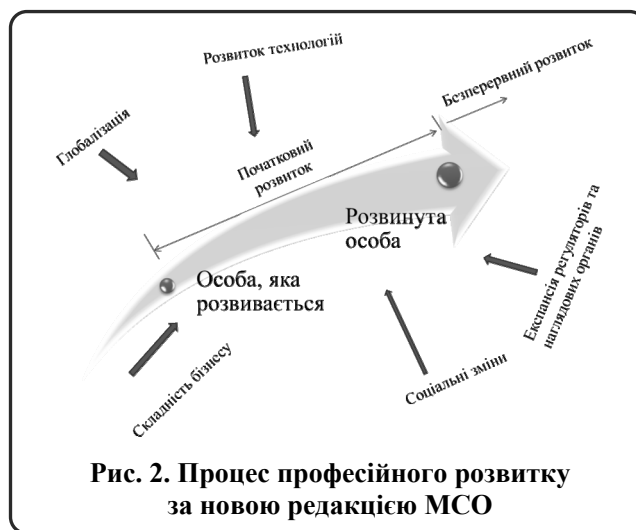 Розвиток технологій
Безперервний розвиток
Глобалізація
Початковий
розвиток
Розвинута
особа
Особа, яка
розвивається
Експансія регуляторів та
наглядових органів
Складність бізнесу
Соціальні зміни
Рис. 2. Процес професійного розвитку
за новою редакцією МСО